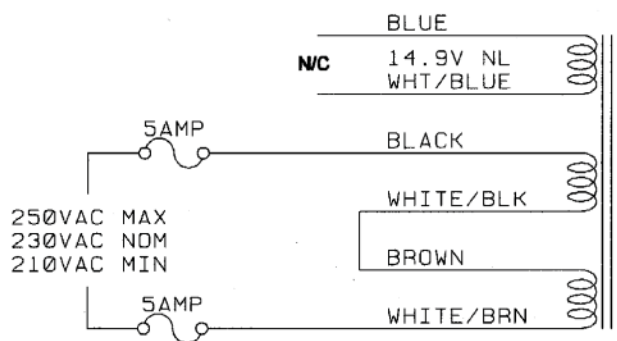 BLUE
N/C
14.9V NL
WHT/BLUE
5AMP
BLACK
WHITE/BLK
250VAC MAX
230VAC NOM
210VAC MIN
BROWN
5AMP
WHITE/BRN